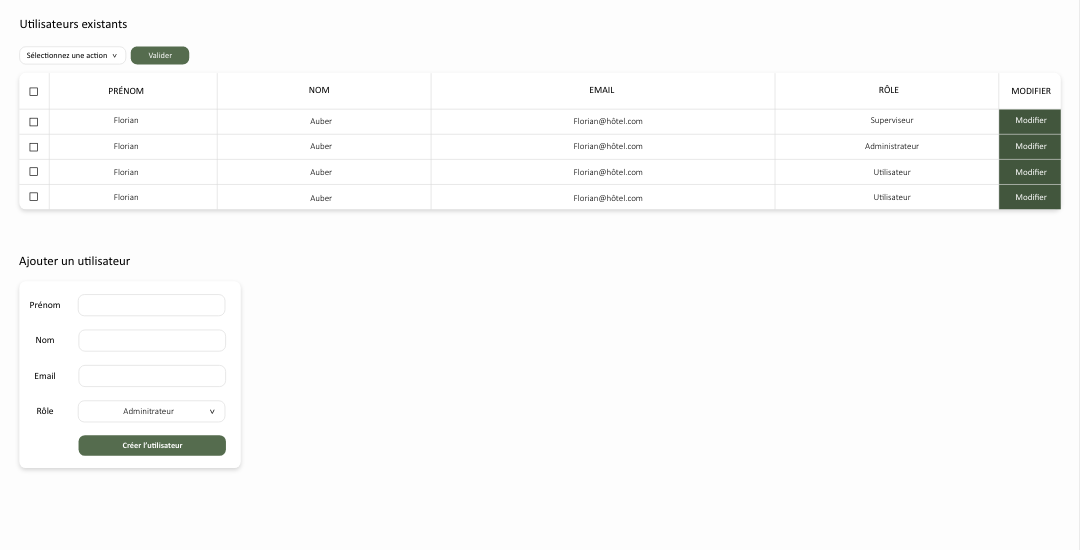 Utilisateurs existants
Sélectionnez une action Valider
PRÉNOM NOM EMAIL RÔLE MODIFIER
Florian Auber Florian@hôtel.com Superviseur Modifier
Florian Auber Florian@hôtel.com Administrateur Modifier
Florian Auber Florian@hôtel.com Utilisateur Modifier
Florian Auber Florian@hôtel.com Utilisateur Modifier
Ajouter un utilisateur
Prénom
Nom
Email
Rôle Adminitrateur
Créer l'utilisateur